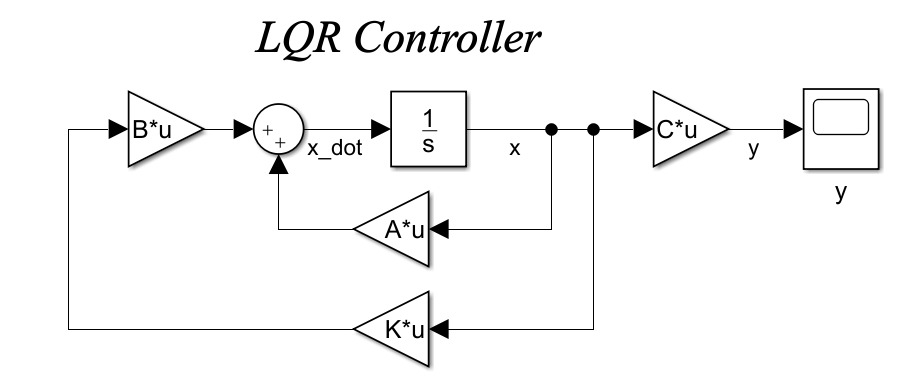 LQR Controller
B*u
+
+
x_dot
1
s
x
C*u
y
y
A*u
K*u